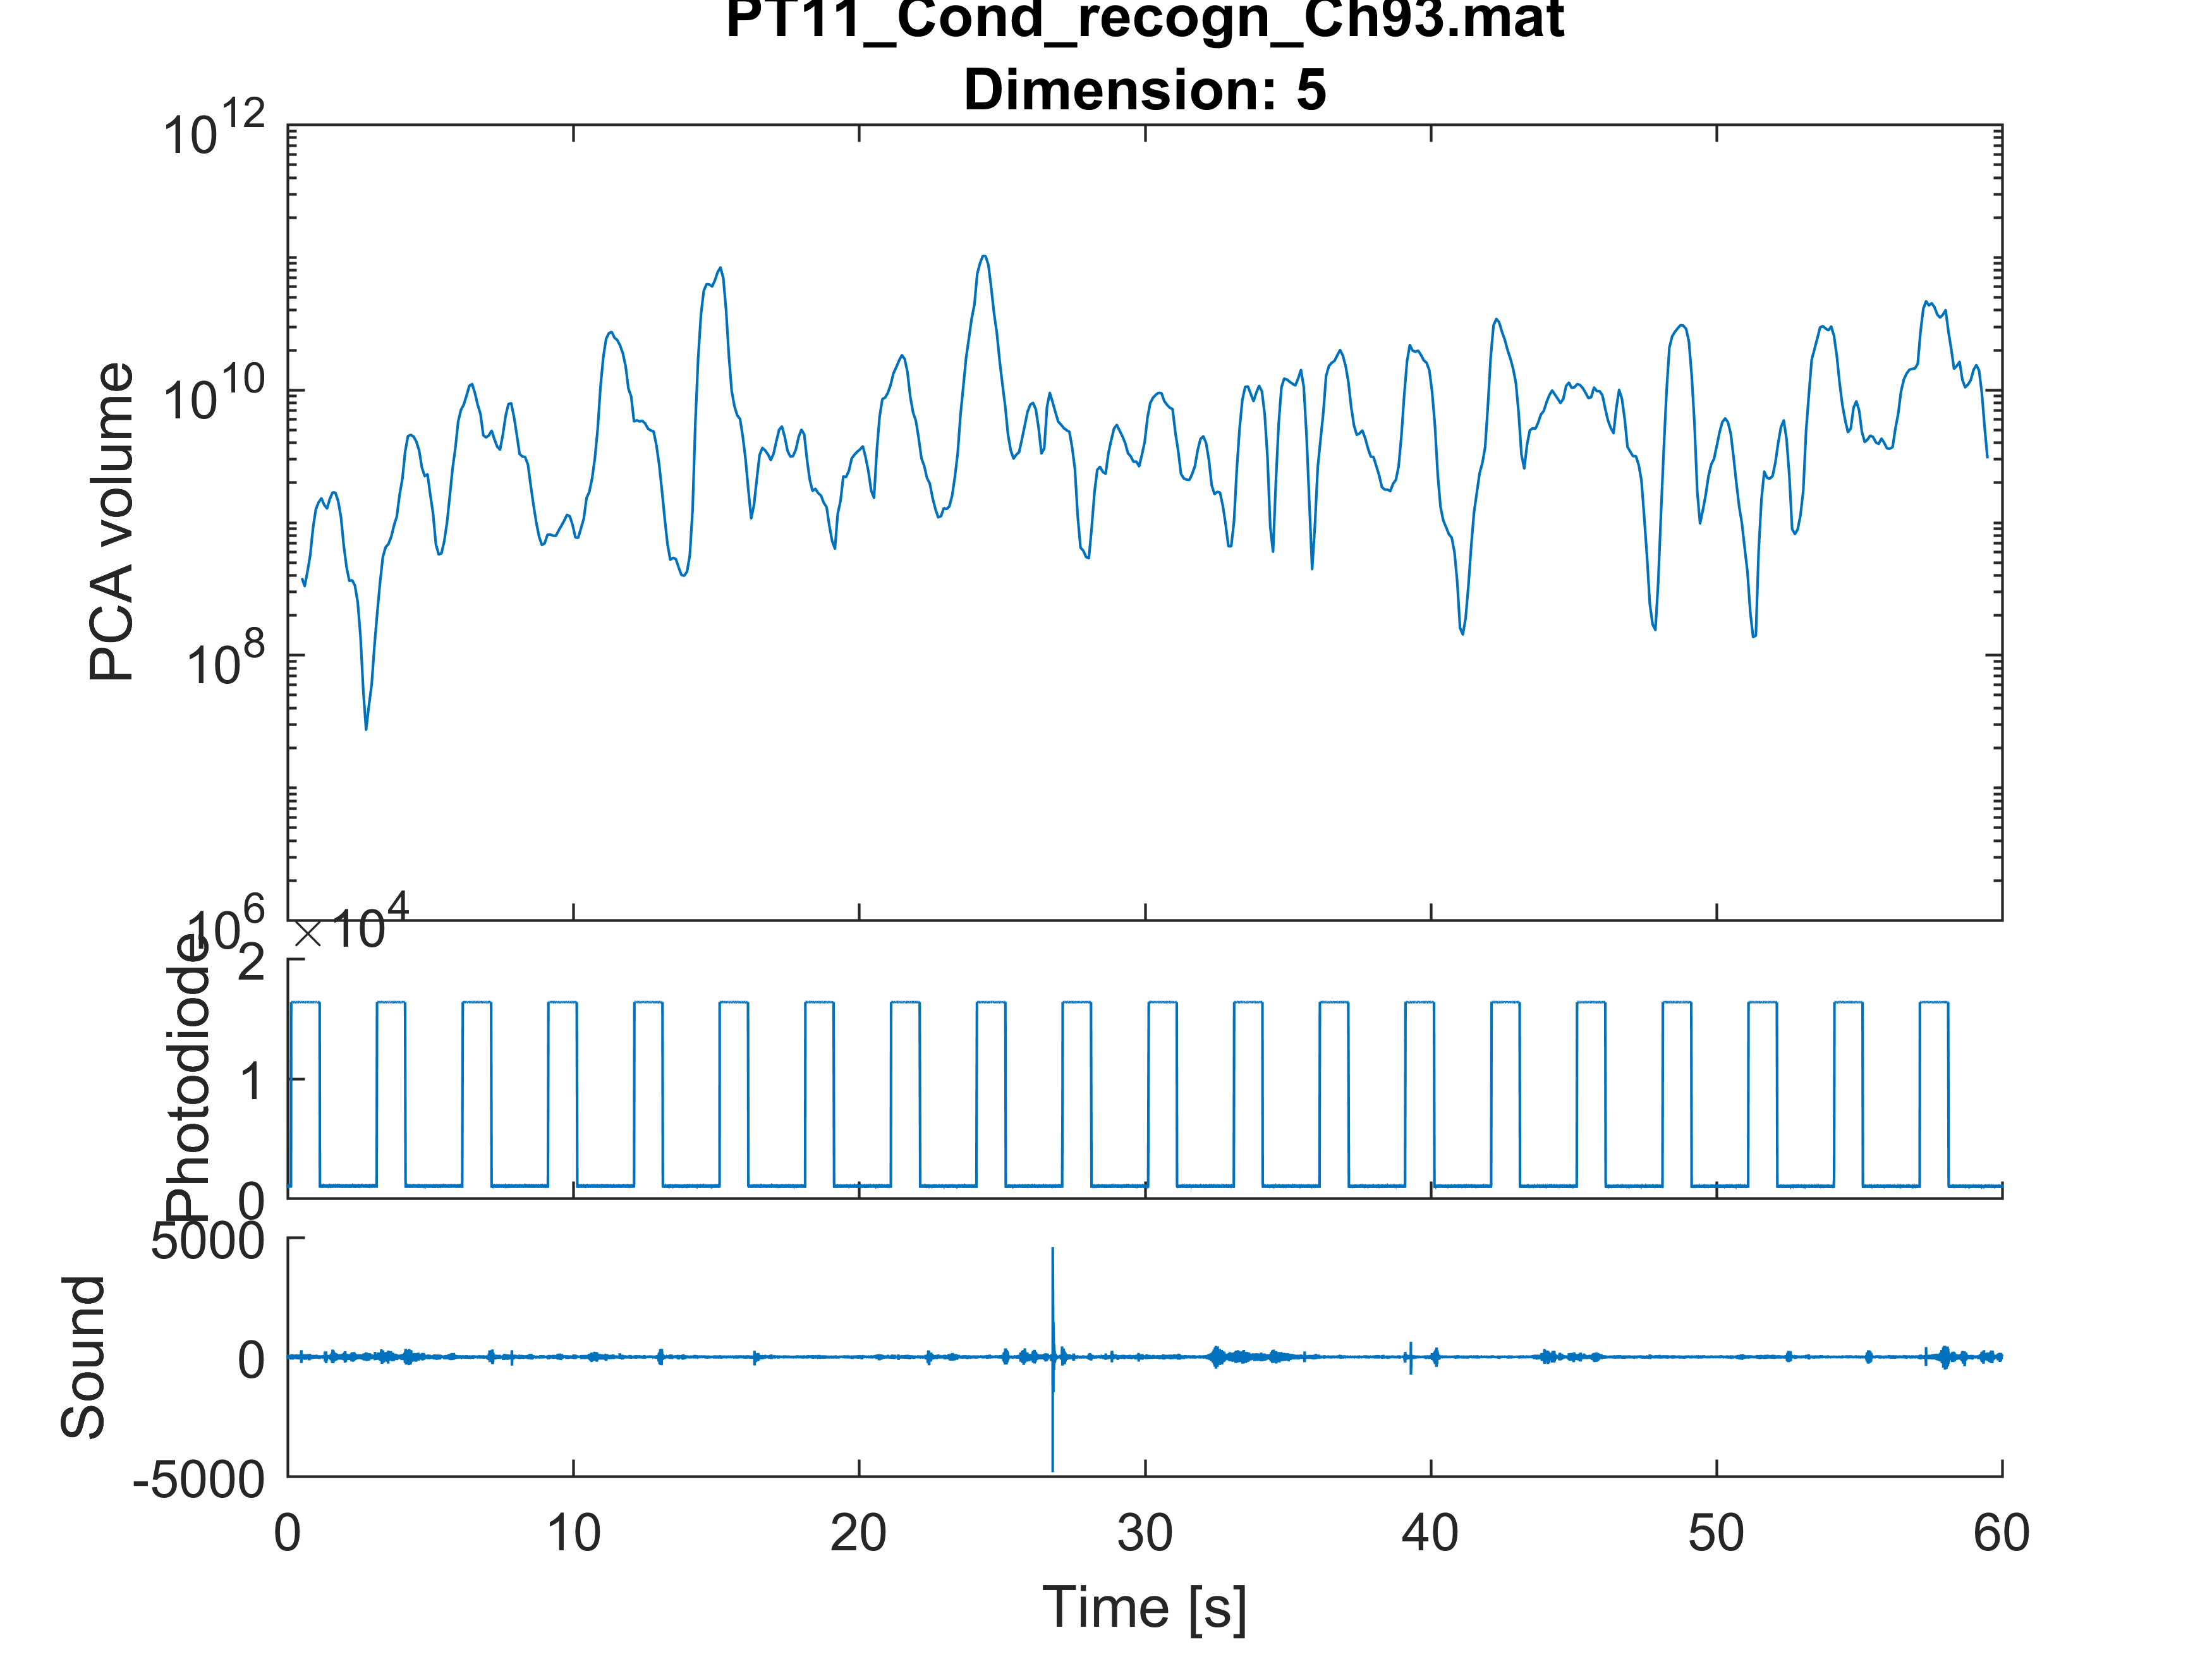 PT11_Cond_recogn_Ch93.mat
Dimension: 5
10^12
10^10
10^8
10^6
PCA volume
× 10^4
2
1
0
Photodiode
5000
0
-5000
Sound
0 10 20 30 40 50 60
Time [s]